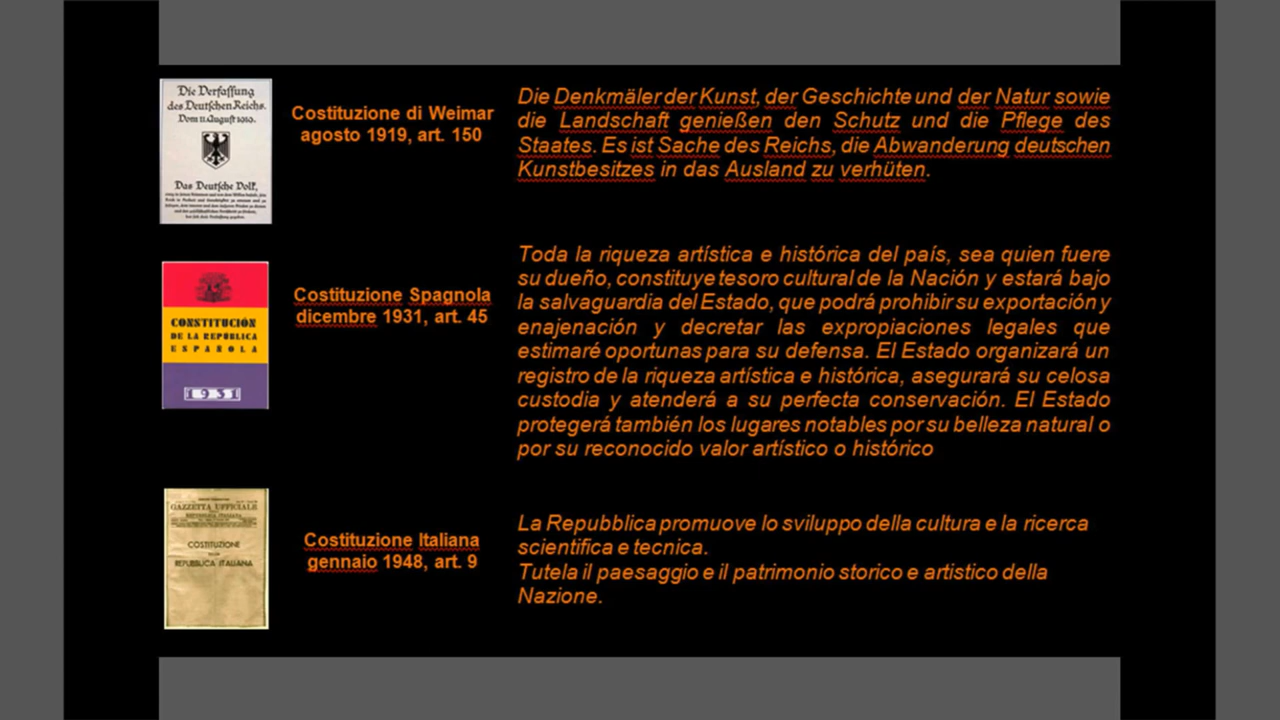 Die Verfassung
des Deutschen Reichs.
Vom 11. August 1919.
Das Deutsche Volk,
Costituzione di Weimar
agosto 1919, art. 150
Die Denkmäler der Kunst, der Geschichte und der Natur sowie
die Landschaft genießen den Schutz und die Pflege des
Staates. Es ist Sache des Reichs, die Abwanderung deutschen
Kunstbesitzes in das Ausland zu verhüten.
CONSTITUCIÓN
DE LA REPÚBLICA
ESPAÑOLA
1931
Costituzione Spagnola
dicembre 1931, art. 45
Toda la riqueza artística e histórica del país, sea quien fuere
su dueño, constituye tesoro cultural de la Nación y estará bajo
la salvaguardia del Estado, que podrá prohibir su exportación y
enajenación y decretar las expropiaciones legales que
estimaré oportunas para su defensa. El Estado organizará un
registro de la riqueza artística e histórica, asegurará su celosa
custodia y atenderá a su perfecta conservación. El Estado
protegerá también los lugares notables por su belleza natural o
por su reconocido valor artístico o histórico
GAZZETTA UFFICIALE
COSTITUZIONE
REPUBBLICA ITALIANA
Costituzione Italiana
gennaio 1948, art. 9
La Repubblica promuove lo sviluppo della cultura e la ricerca
scientifica e tecnica.
Tutela il paesaggio e il patrimonio storico e artistico della
Nazione.